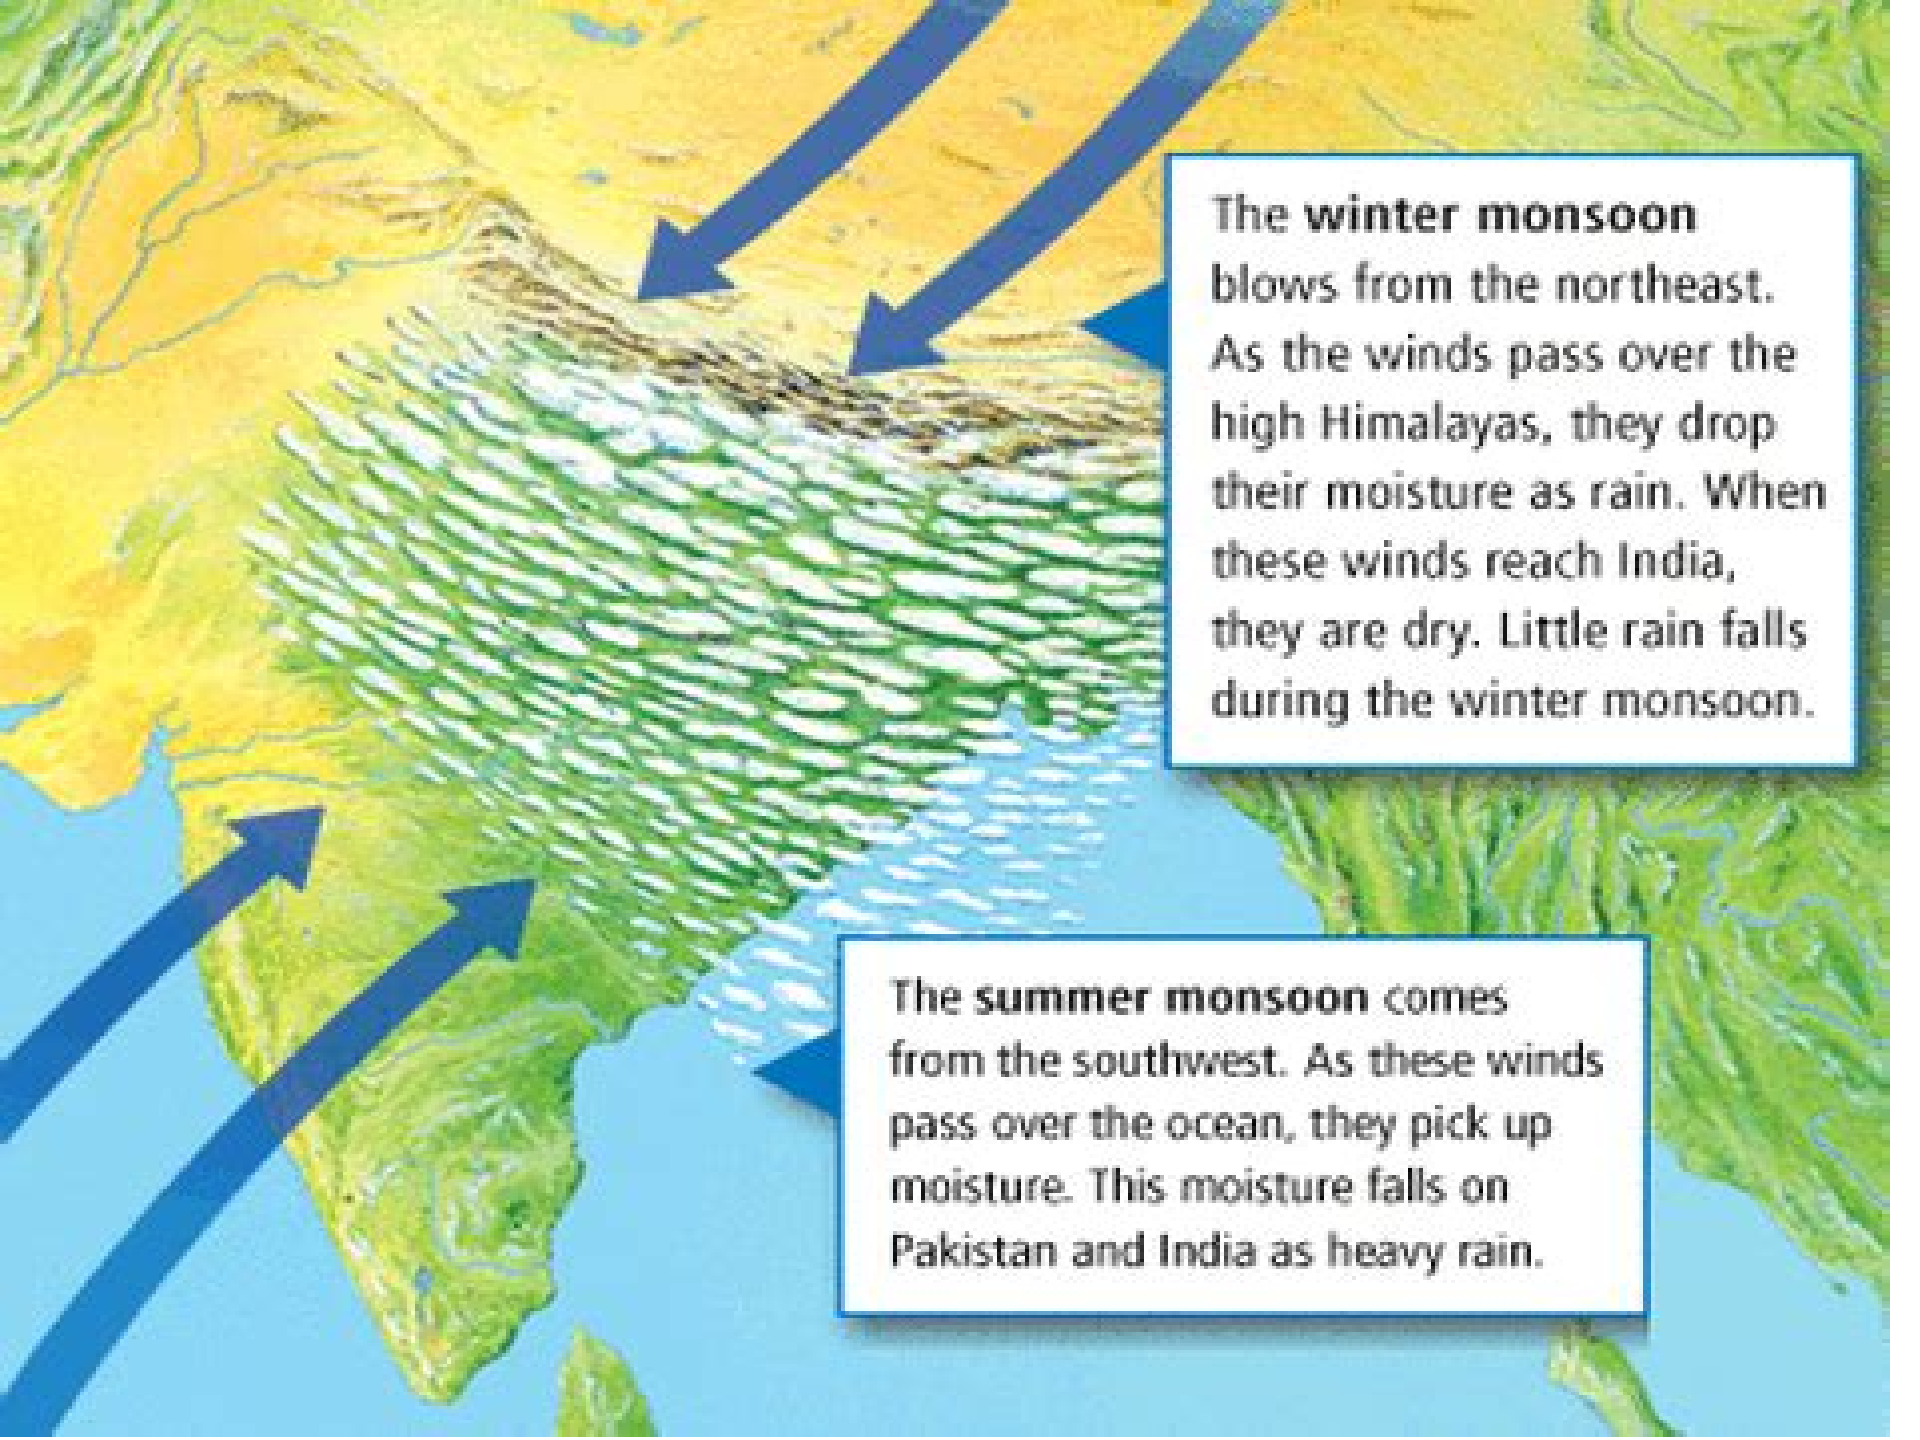 The winter monsoon
blows from the northeast.
As the winds pass over the
high Himalayas, they drop
their moisture as rain. When
these winds reach India,
they are dry. Little rain falls
during the winter monsoon.
The summer monsoon comes
from the southwest. As these winds
pass over the ocean, they pick up
moisture. This moisture falls on
Pakistan and India as heavy rain.